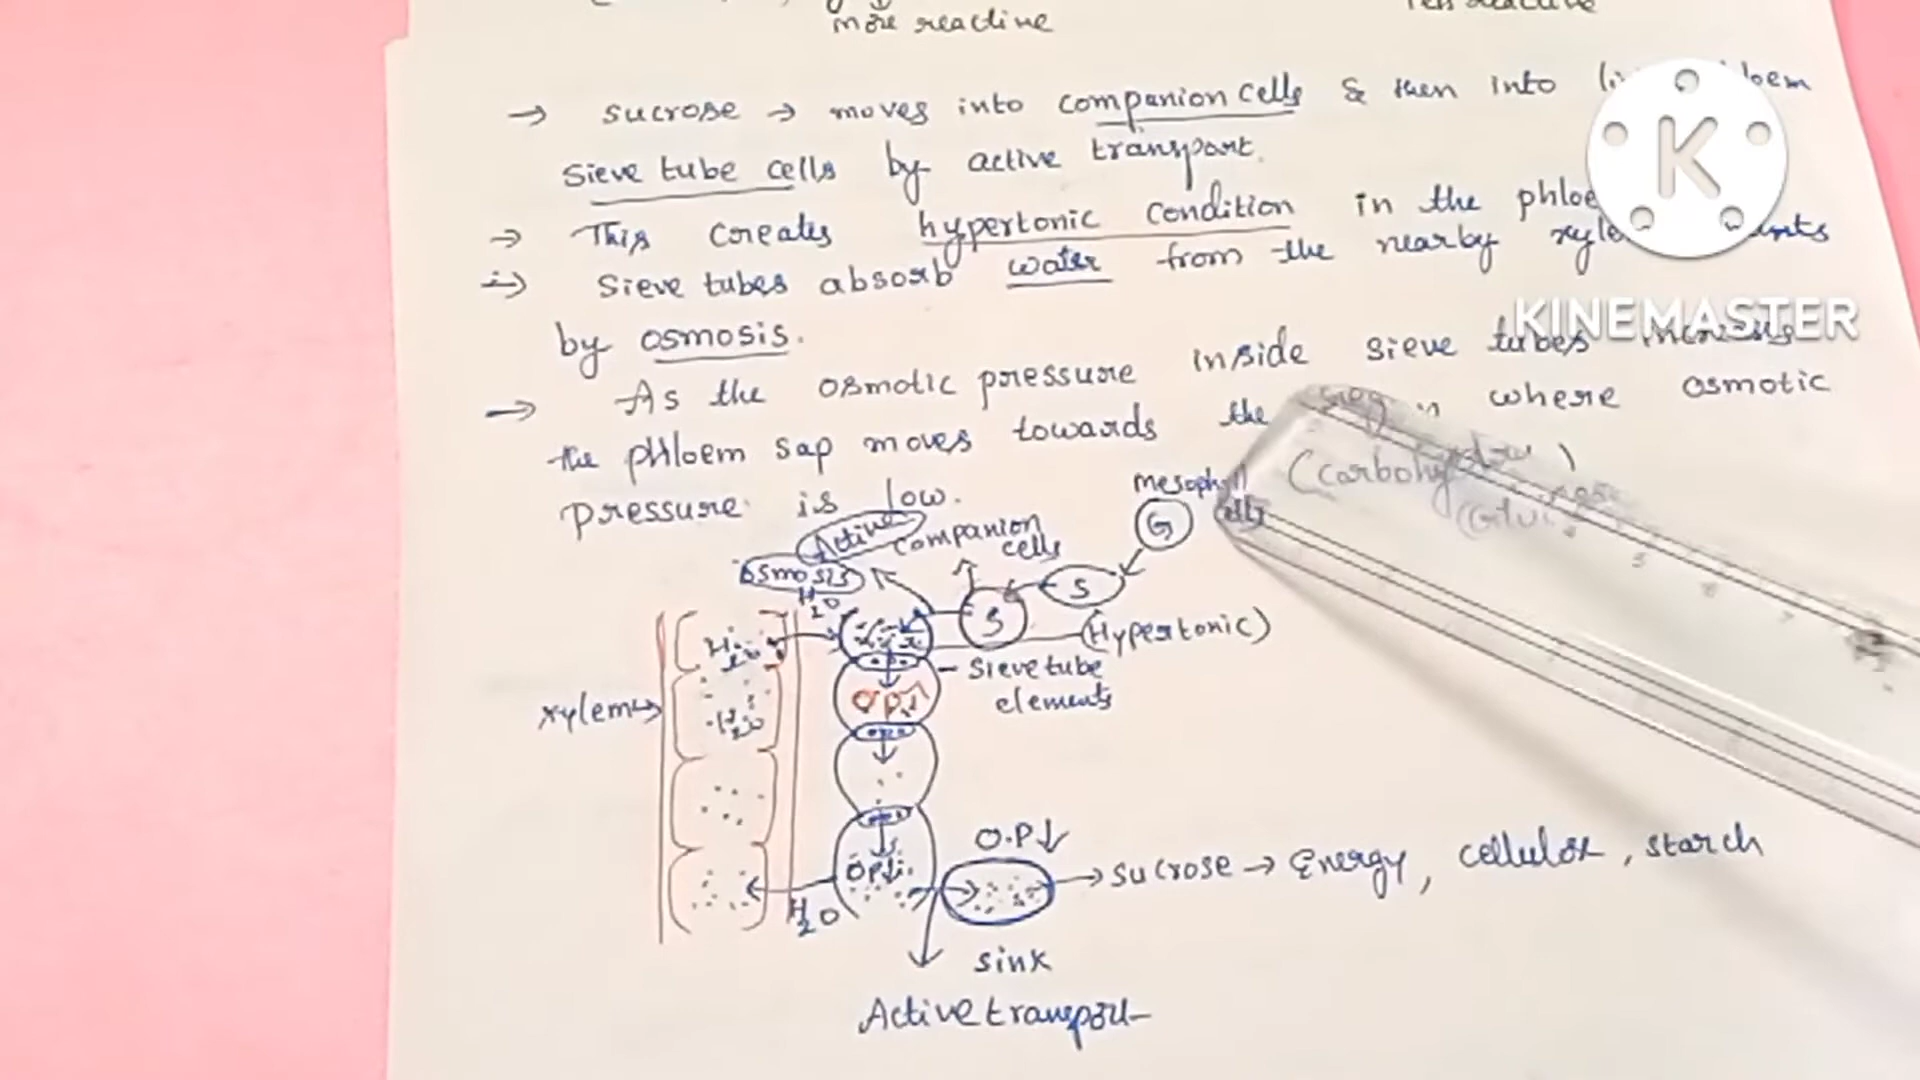 more reactive
→ sucrose → moves into companion cells & then into
sieve tube cells by active transport.
→ This creates hypertonic condition in the
→ Sieve tubes absorb water from the nearby
by osmosis.
→ As the osmotic pressure inside sieve tubes increases
the phloem sap moves towards the where osmotic
pressure is low.
K
KINEMASTER
mesophyll
cells
G
Active
companion
cells
osmosis
H2O
S
S
(Hypertonic)
H2O
sieve tube
elements
O.P↑
xylem →
H2O
O.P↓
O.P↓
→ sucrose → Energy, cellulose, starch
H2O
sink
Active transport